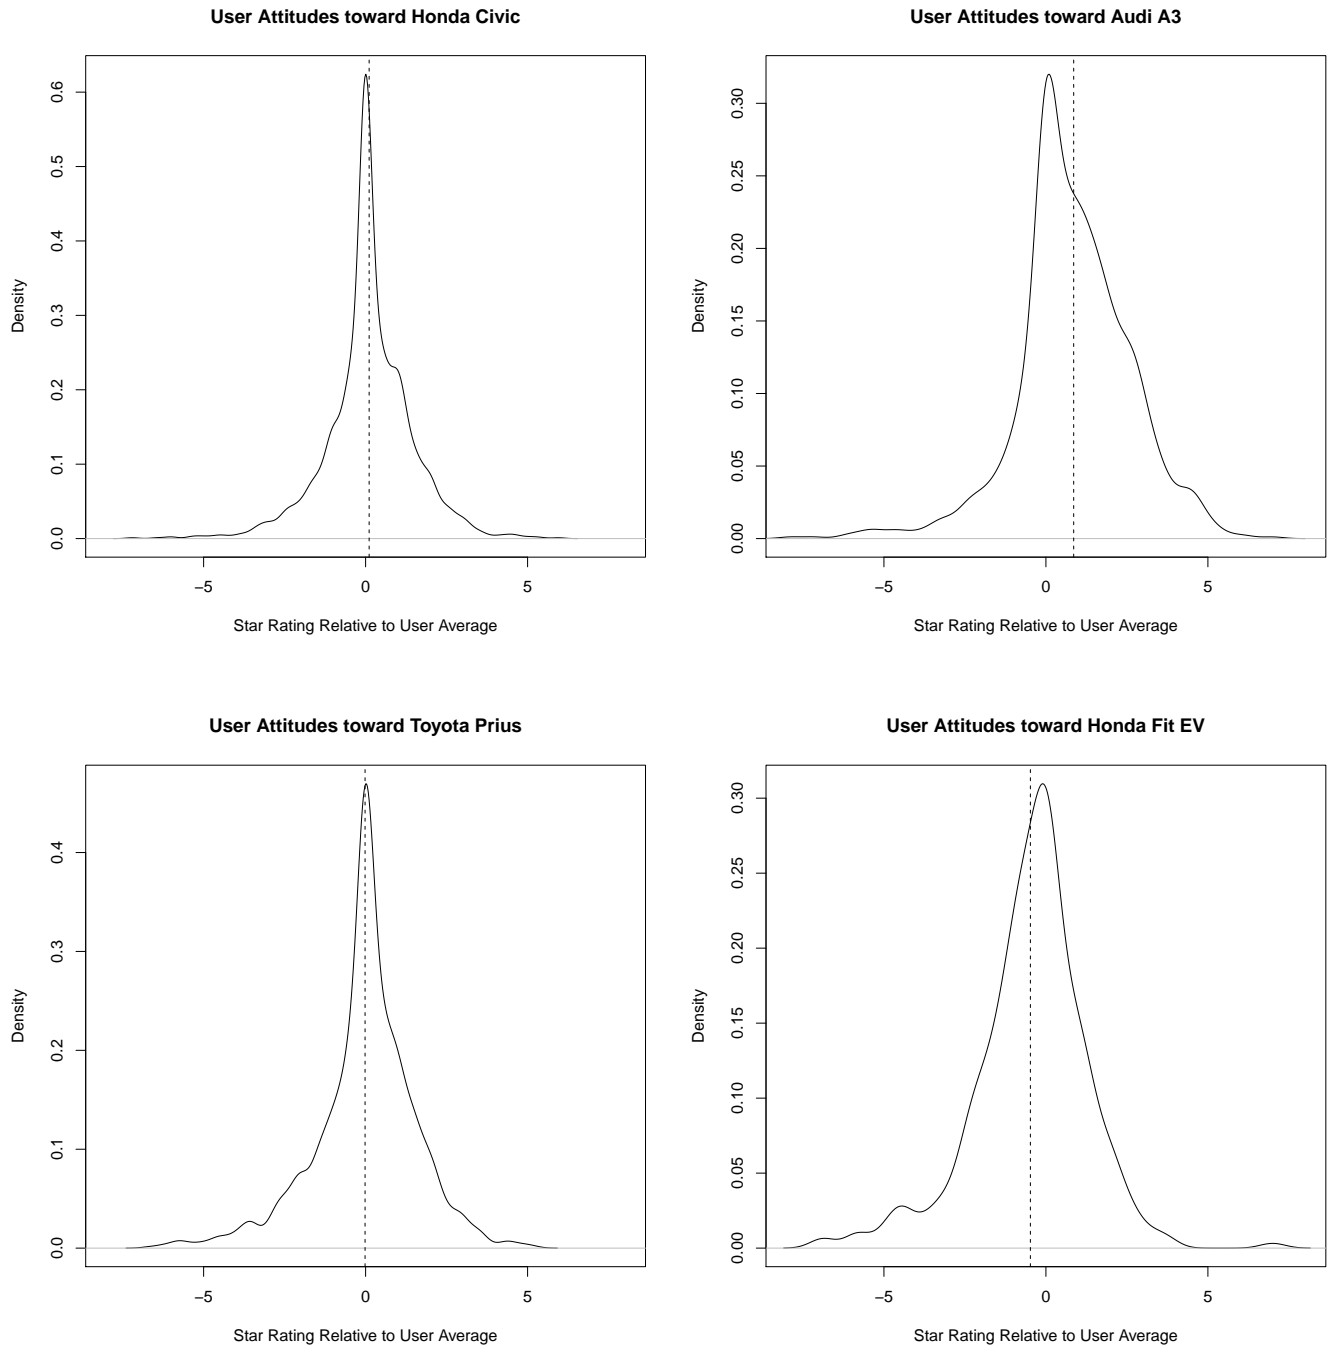 User Attitudes toward Honda Civic
0.6
0.5
0.4
0.3
0.2
0.1
0.0
Density
−5 0 5
Star Rating Relative to User Average
User Attitudes toward Audi A3
0.30
0.25
0.20
0.15
0.10
0.05
0.00
Density
−5 0 5
Star Rating Relative to User Average
User Attitudes toward Toyota Prius
0.4
0.3
0.2
0.1
0.0
Density
−5 0 5
Star Rating Relative to User Average
User Attitudes toward Honda Fit EV
0.30
0.25
0.20
0.15
0.10
0.05
0.00
Density
−5 0 5
Star Rating Relative to User Average